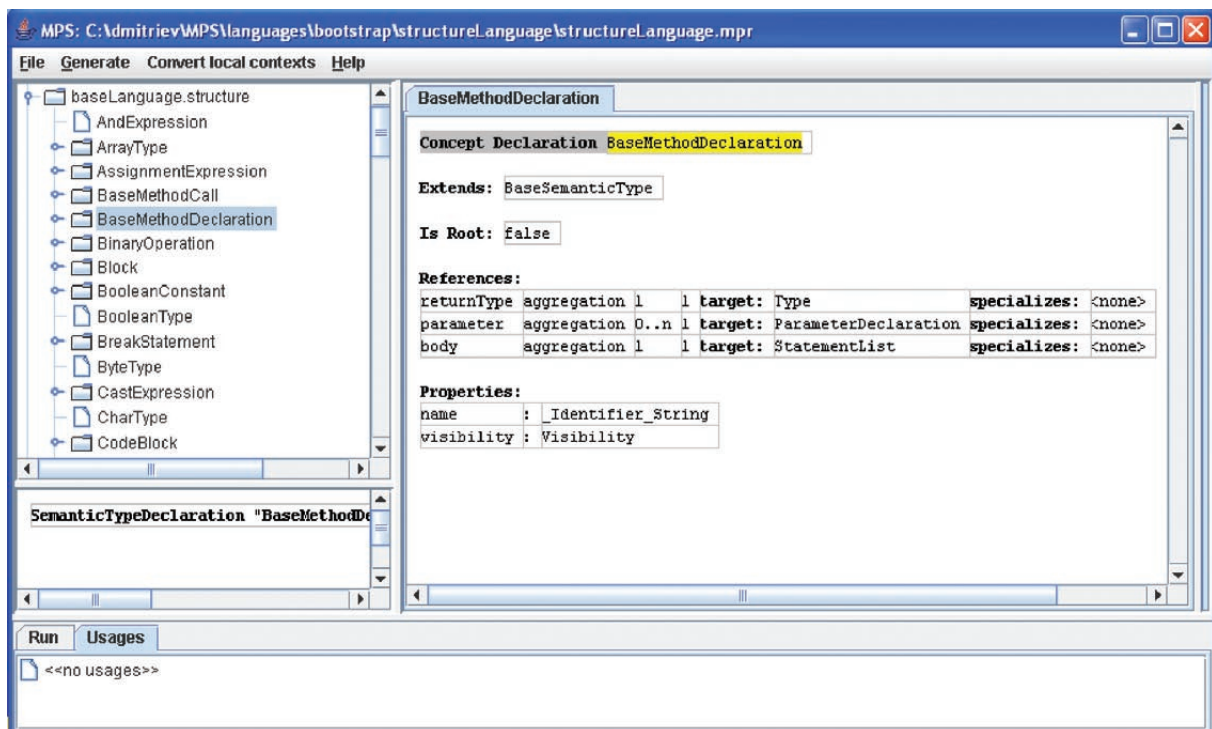 MPS: C:\dmitriev\MPS\languages\bootstrap\structureLanguage\structureLanguage.mpr
File Generate Convert local contexts Help
baseLanguage.structure
AndExpression
ArrayType
AssignmentExpression
BaseMethodCall
BaseMethodDeclaration
BinaryOperation
Block
BooleanConstant
BooleanType
BreakStatement
ByteType
CastExpression
CharType
CodeBlock
SemanticTypeDeclaration "BaseMethodDe
BaseMethodDeclaration
Concept Declaration BaseMethodDeclaration
Extends: BaseSemanticType
Is Root: false
References:
returnType aggregation 1 1 target: Type specializes: <none>
parameter aggregation 0..n 1 target: ParameterDeclaration specializes: <none>
body aggregation 1 1 target: StatementList specializes: <none>
Properties:
name : _Identifier_String
visibility : Visibility
Run Usages
<<no usages>>